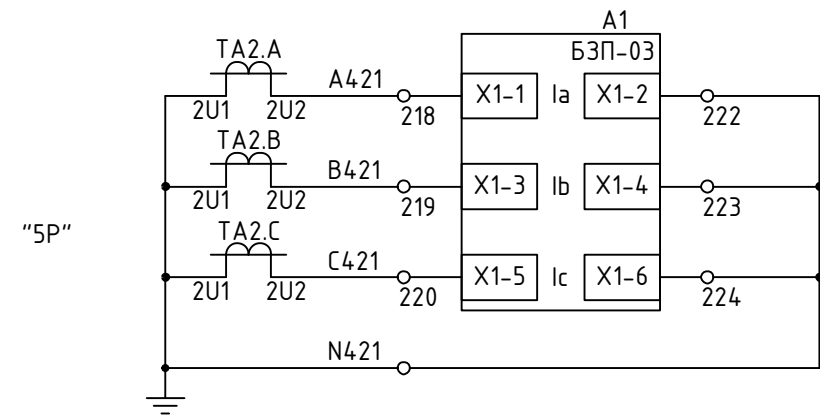 A1
БЗП-03
TA2.A
A421
2U1 2U2
218
X1-1 Ia X1-2
222
TA2.B
B421
2U1 2U2
219
X1-3 Ib X1-4
223
"5P"
TA2.C
C421
2U1 2U2
220
X1-5 Ic X1-6
224
N421